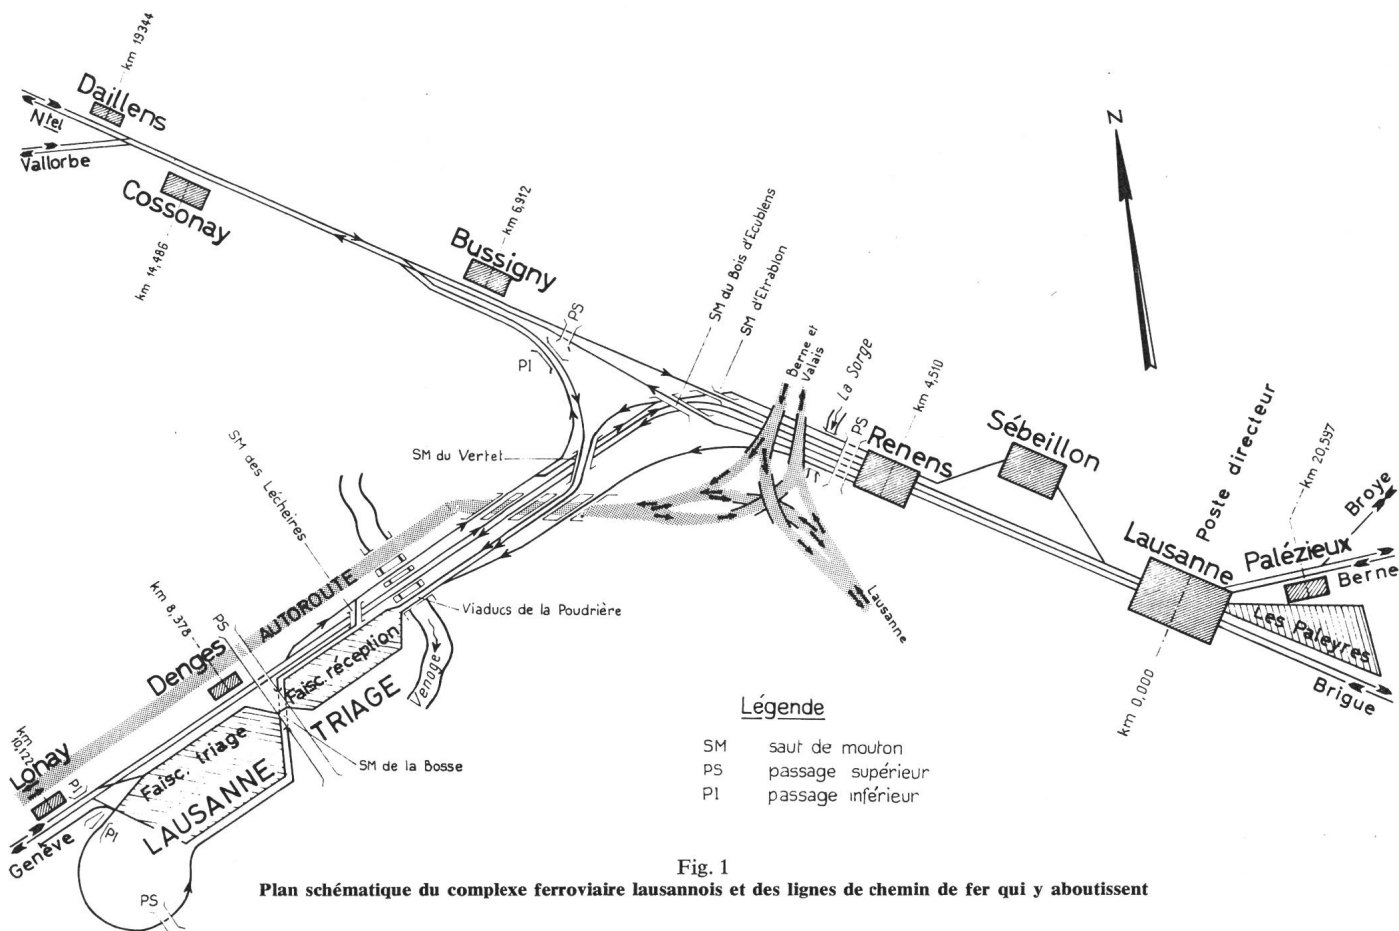 km 19344
Daillens
Ntel
Vallorbe
Cossonay
km 14,486
Bussigny
km 6,912
PS
PI
SM du Bois d'Ecublens
SM d'Etrablon
Berne et
Valais
La Sorge
PS
Renens
km 4,510
Sébeillon
Poste directeur
Lausanne
km 0,000
km 20,597
Palézieux
Broye
Berne
Les Paleyres
Brigue
N
SM du Vertet
SM des
Lécheires
Lausanne
AUTOROUTE
Viaducs de la Poudrière
Venoge
km 8,378
PS
Denges
Faisc. réception
TRIAGE
SM de la Bosse
Faisc. triage
LAUSANNE
km
10,122
Lonay
PI
PI
Genève
PS
Légende
SM saut de mouton
PS passage supérieur
PI passage inférieur
Fig. 1
Plan schématique du complexe ferroviaire lausannois et des lignes de chemin de fer qui y aboutissent